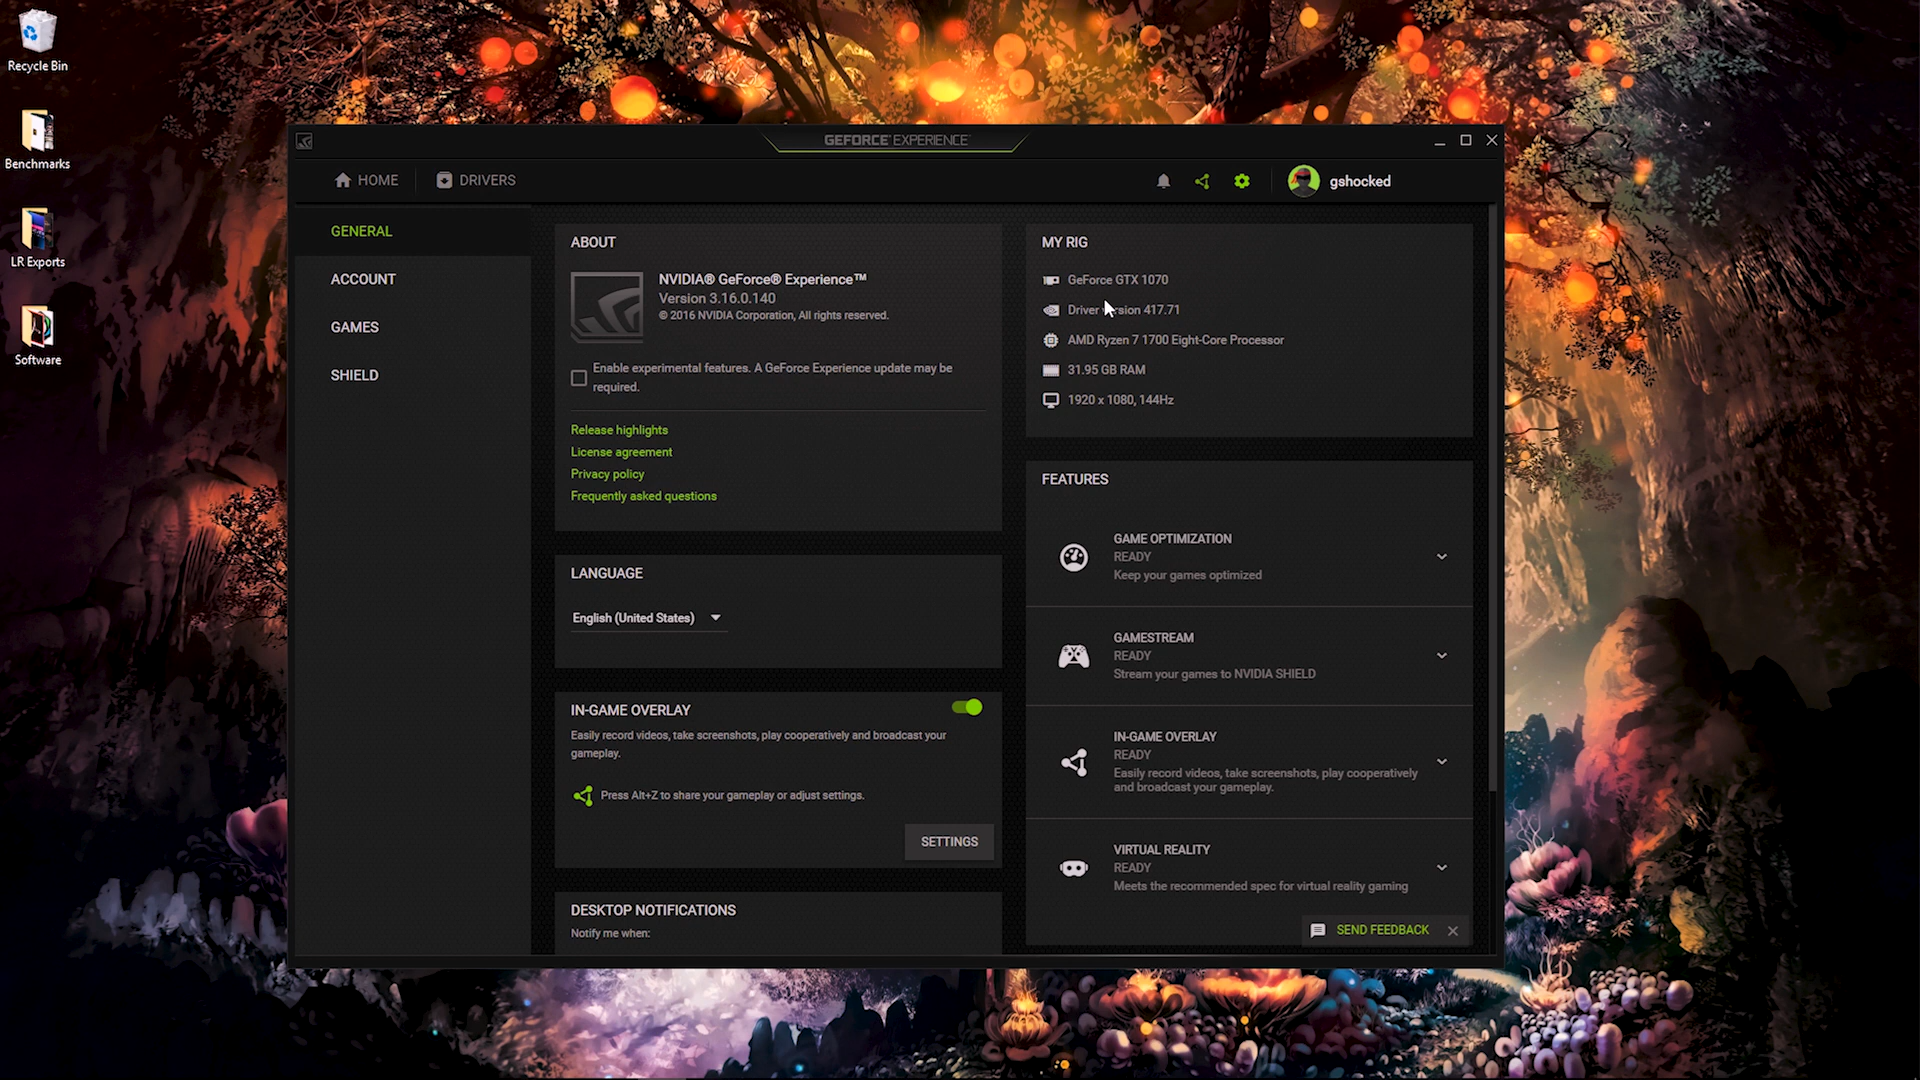 Recycle Bin
Benchmarks
LR Exports
Software
GEFORCE® EXPERIENCE™
HOME
DRIVERS
gshocked
GENERAL
ACCOUNT
GAMES
SHIELD
ABOUT
NVIDIA® GeForce® Experience™
Version 3.16.0.140
© 2016 NVIDIA Corporation, All rights reserved.
Enable experimental features. A GeForce Experience update may be
required.
Release highlights
License agreement
Privacy policy
Frequently asked questions
LANGUAGE
English (United States)
IN-GAME OVERLAY
Easily record videos, take screenshots, play cooperatively and broadcast your
gameplay.
Press Alt+Z to share your gameplay or adjust settings.
SETTINGS
DESKTOP NOTIFICATIONS
Notify me when:
MY RIG
GeForce GTX 1070
Driver version 417.71
AMD Ryzen 7 1700 Eight-Core Processor
31.95 GB RAM
1920 x 1080, 144Hz
FEATURES
GAME OPTIMIZATION
READY
Keep your games optimized
GAMESTREAM
READY
Stream your games to NVIDIA SHIELD
IN-GAME OVERLAY
READY
Easily record videos, take screenshots, play cooperatively
and broadcast your gameplay.
VIRTUAL REALITY
READY
Meets the recommended spec for virtual reality gaming
SEND FEEDBACK